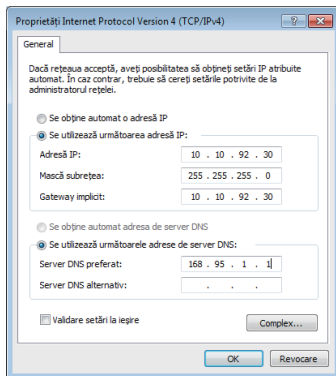 Proprietăți Internet Protocol Version 4 (TCP/IPv4)
General
Dacă rețeaua acceptă, aveți posibilitatea să obțineți setări IP atribuite
automat. În caz contrar, trebuie să cereți setările potrivite de la
administratorul rețelei.
Se obține automat o adresă IP
Se utilizează următoarea adresă IP:
Adresă IP: 10 . 10 . 92 . 30
Mască subrețea: 255 . 255 . 255 . 0
Gateway implicit: 10 . 10 . 92 . 30
Se obține automat adresa de server DNS
Se utilizează următoarele adrese de server DNS:
Server DNS preferat: 168 . 95 . 1 . 1
Server DNS alternativ: . . .
Validare setări la ieșire
Complex...
OK Revocare